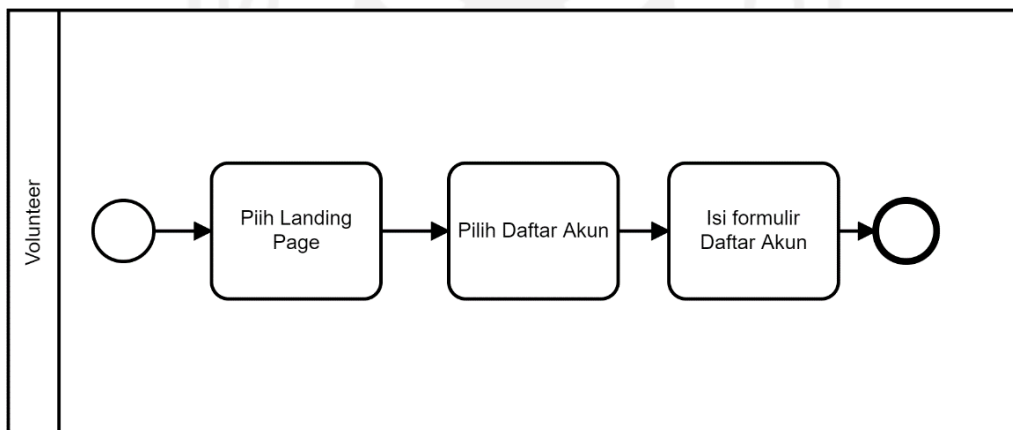 Volunteer
Piih Landing
Page
Pilih Daftar Akun
Isi formulir
Daftar Akun